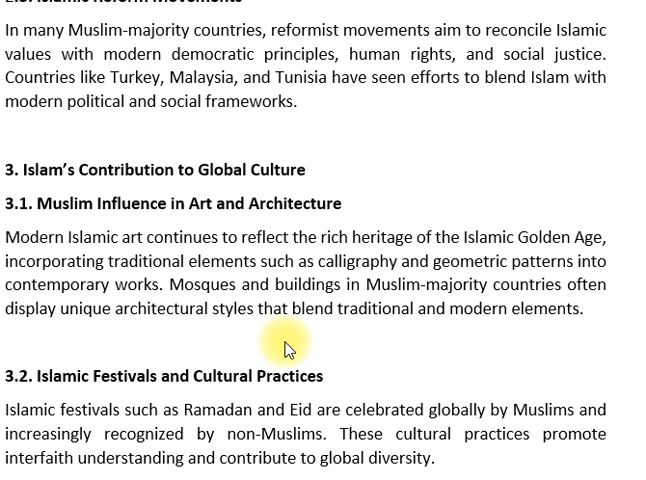 2.3. Islamic Reform Movements
In many Muslim-majority countries, reformist movements aim to reconcile Islamic
values with modern democratic principles, human rights, and social justice.
Countries like Turkey, Malaysia, and Tunisia have seen efforts to blend Islam with
modern political and social frameworks.
3. Islam’s Contribution to Global Culture
3.1. Muslim Influence in Art and Architecture
Modern Islamic art continues to reflect the rich heritage of the Islamic Golden Age,
incorporating traditional elements such as calligraphy and geometric patterns into
contemporary works. Mosques and buildings in Muslim-majority countries often
display unique architectural styles that blend traditional and modern elements.
3.2. Islamic Festivals and Cultural Practices
Islamic festivals such as Ramadan and Eid are celebrated globally by Muslims and
increasingly recognized by non-Muslims. These cultural practices promote
interfaith understanding and contribute to global diversity.